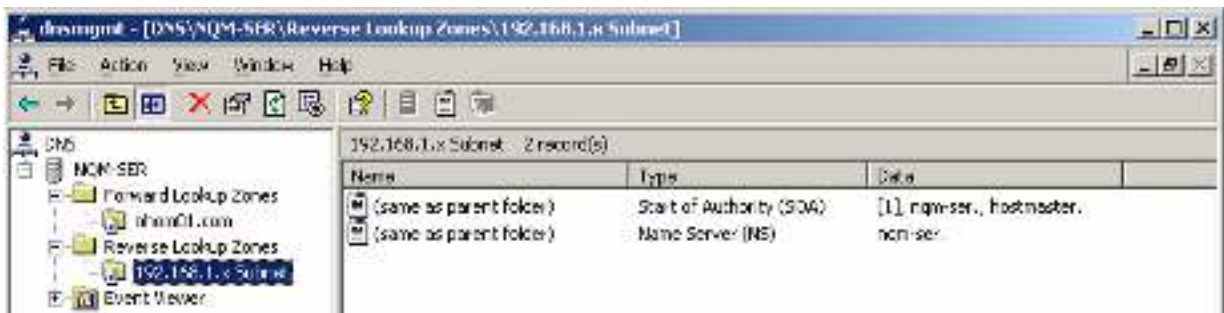 dnsmgmt - [DNS\NQM-SER\Reverse Lookup Zones\192.168.1.x Subnet]
File Action View Window Help
DNS
NQM-SER
Forward Lookup Zones
nhom01.com
Reverse Lookup Zones
192.168.1.x Subnet
Event Viewer
192.168.1.x Subnet 2 record(s)
Name Type Data
(same as parent folder) Start of Authority (SOA) [1], nqm-ser., hostmaster.
(same as parent folder) Name Server (NS) nqm-ser.